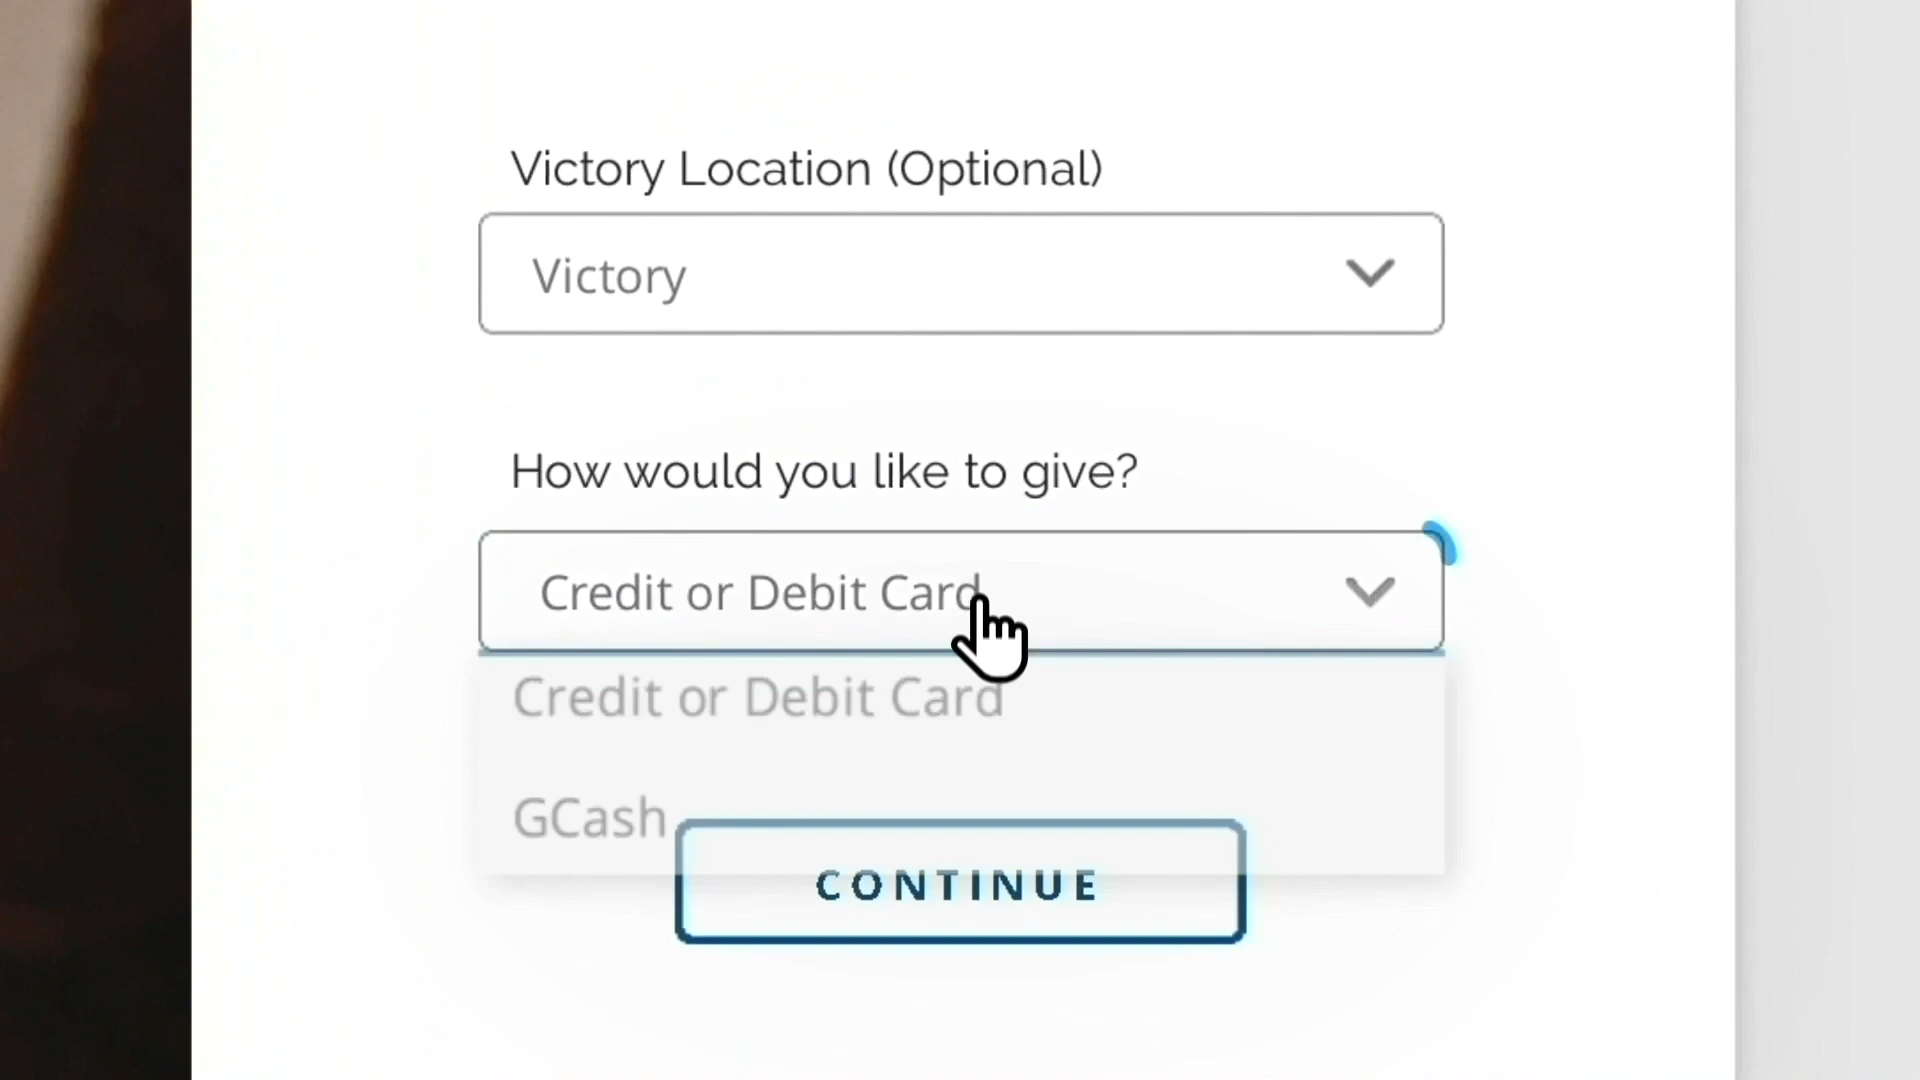 Victory Location (Optional)
Victory
How would you like to give?
Credit or Debit Card
Credit or Debit Card
GCash
CONTINUE